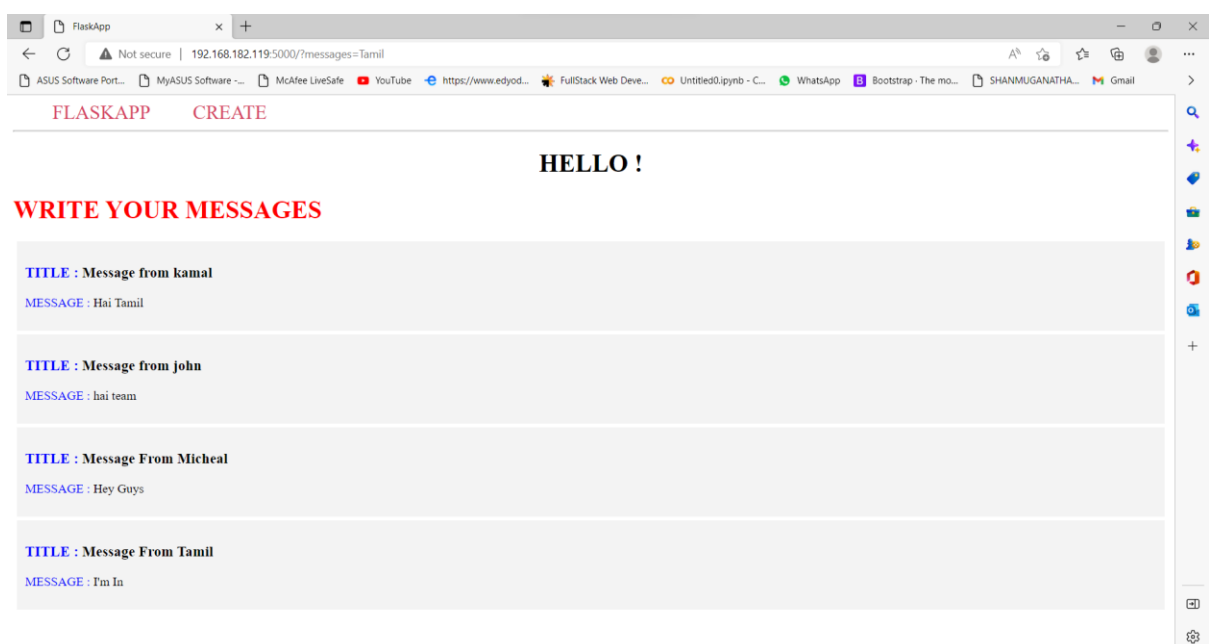 FlaskApp
Not secure | 192.168.182.119:5000/?messages=Tamil
ASUS Software Port... MyASUS Software -... McAfee LiveSafe YouTube https://www.edyod... FullStack Web Deve... Untitled0.ipynb - C... WhatsApp Bootstrap · The mo... SHANMUGANATHA... Gmail
FLASKAPP CREATE
HELLO !
WRITE YOUR MESSAGES
TITLE : Message from kamal
MESSAGE : Hai Tamil
TITLE : Message from john
MESSAGE : hai team
TITLE : Message From Micheal
MESSAGE : Hey Guys
TITLE : Message From Tamil
MESSAGE : I'm In